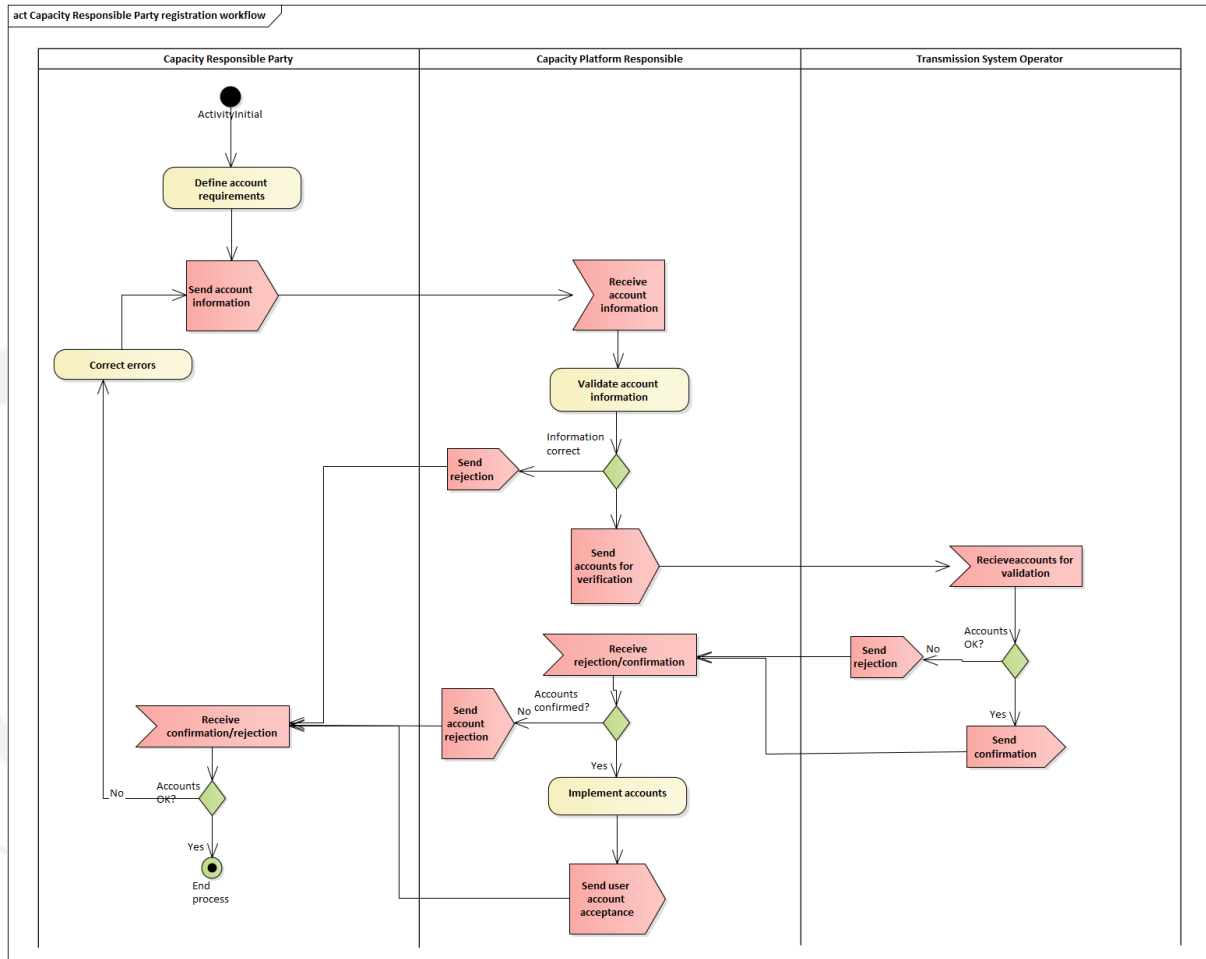 act Capacity Responsible Party registration workflow
Capacity Responsible Party
Capacity Platform Responsible
Transmission System Operator
ActivityInitial
Define account
requirements
Send account
information
Receive
account
information
Correct errors
Validate account
information
Information
correct
Send
rejection
Send
accounts for
verification
Recieveaccounts for
validation
Accounts
OK?
No
Send
rejection
Receive
rejection/confirmation
Yes
Send
confirmation
Accounts
confirmed?
No
Send
account
rejection
Receive
confirmation/rejection
Yes
Implement accounts
Accounts
OK?
No
Yes
End
process
Send user
account
acceptance